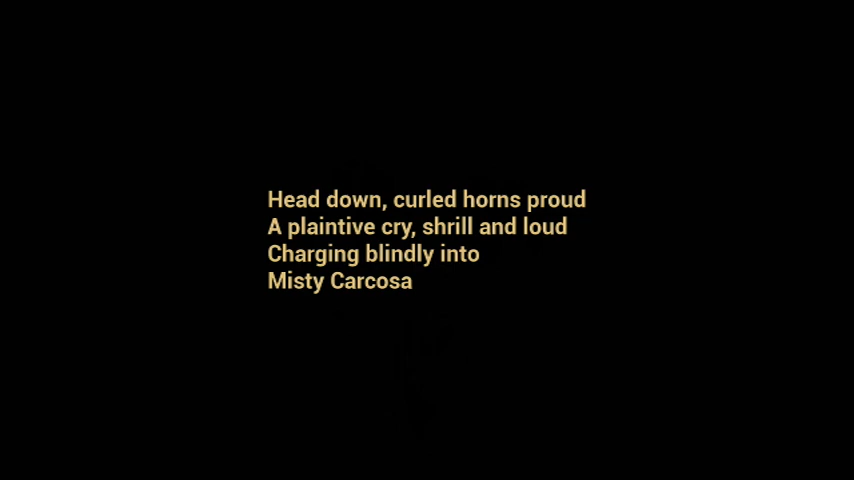 Head down, curled horns proud
A plaintive cry, shrill and loud
Charging blindly into
Misty Carcosa